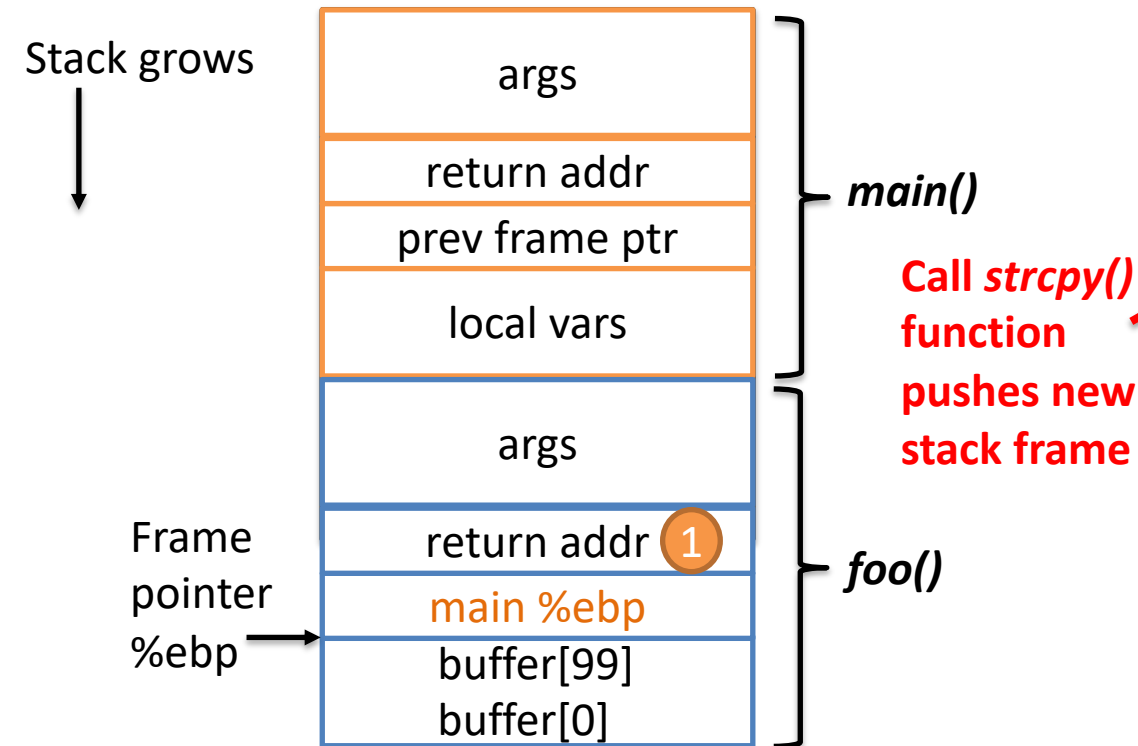 Stack grows
args
return addr
prev frame ptr
local vars
main()
Call strcpy()
function
pushes new
stack frame
args
return addr 1
main %ebp
buffer[99]
buffer[0]
Frame
pointer
%ebp
foo()